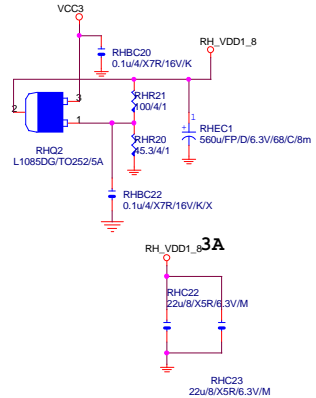 VCC3
RHBC20
0.1u/4/X7R/16V/K
RH_VDD1_8
3
2
1
RHR21
100/4/1
RHQ2
L1085DG/TO252/5A
RHR20
45.3/4/1
1
RHEC1
560u/FP/D/6.3V/68/C/8m
RHBC22
0.1u/4/X7R/16V/K/X
RH_VDD1_8
3A
RHC22
22u/8/X5R/6.3V/M
RHC23
22u/8/X5R/6.3V/M